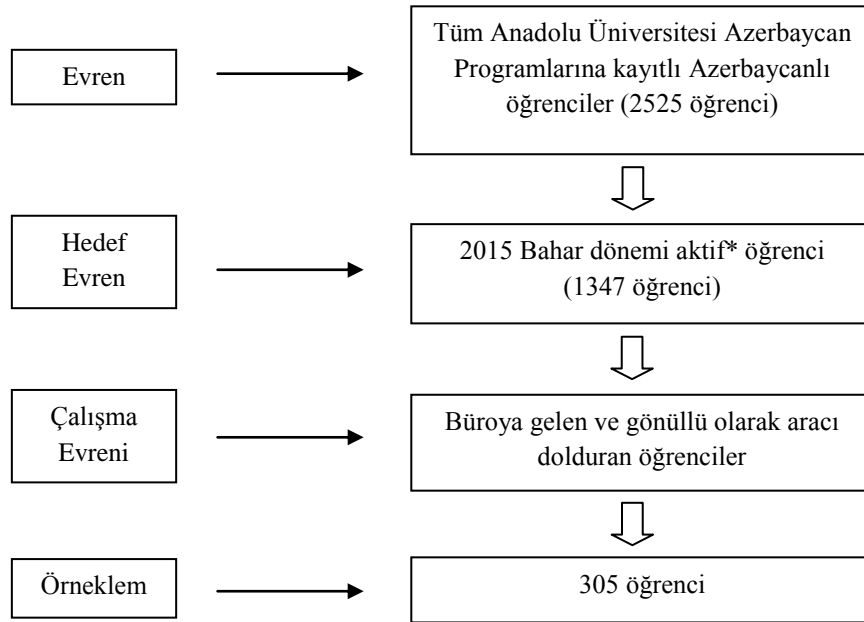 Evren
Tüm Anadolu Üniversitesi Azerbaycan
Programlarına kayıtlı Azerbaycanlı
öğrenciler (2525 öğrenci)
Hedef
Evren
2015 Bahar dönemi aktif* öğrenci
(1347 öğrenci)
Çalışma
Evreni
Büroya gelen ve gönüllü olarak aracı
dolduran öğrenciler
Örneklem
305 öğrenci